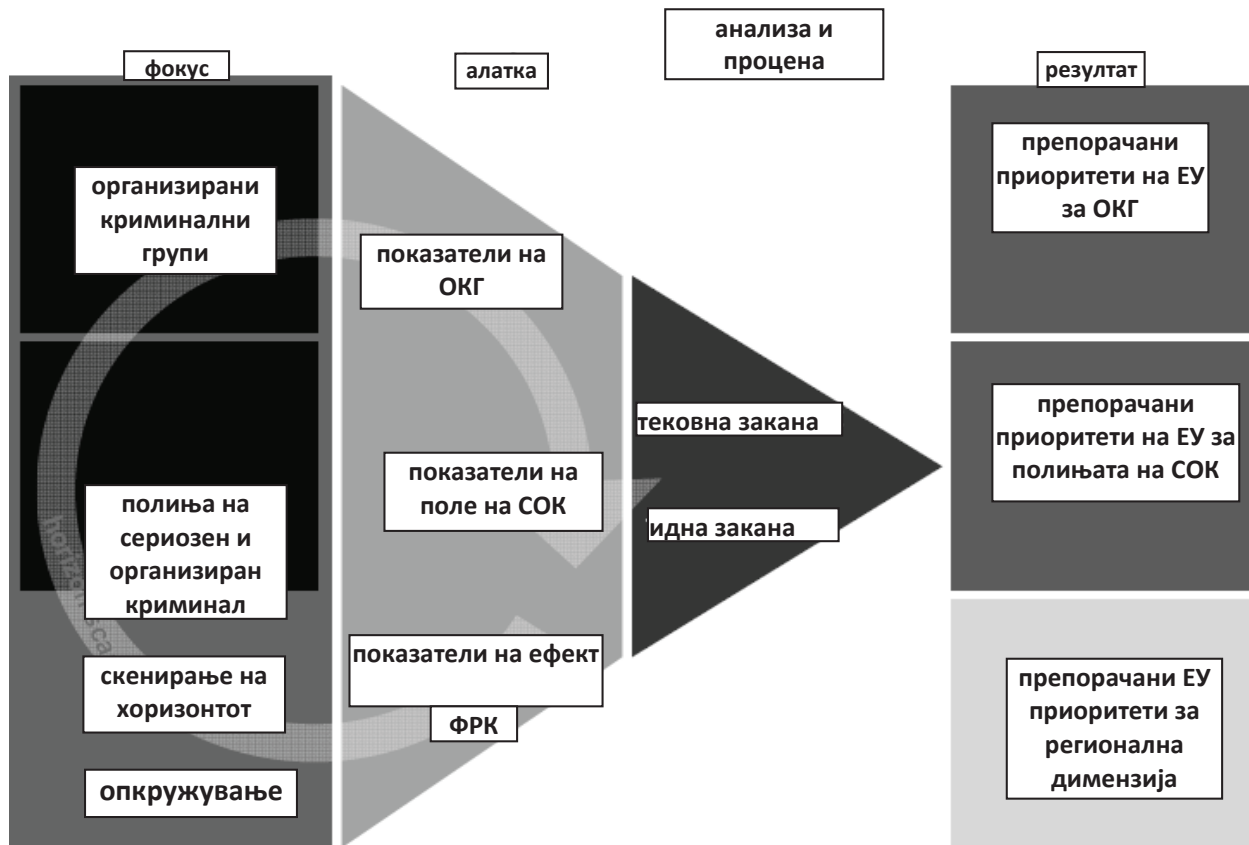 фокус
организирани
криминални
групи
полиња на
сериозен и
организиран
криминал
скенирање на
хоризонтот
опкружување
алатка
показатели на
ОКГ
показатели на
поле на СОК
показатели на ефект
ФРК
анализа и
процена
тековна закана
идна закана
резултат
препорачани
приоритети на ЕУ
за ОКГ
препорачани
приоритети на ЕУ за
полињата на СОК
препорачани ЕУ
приоритети за
регионална
димензија